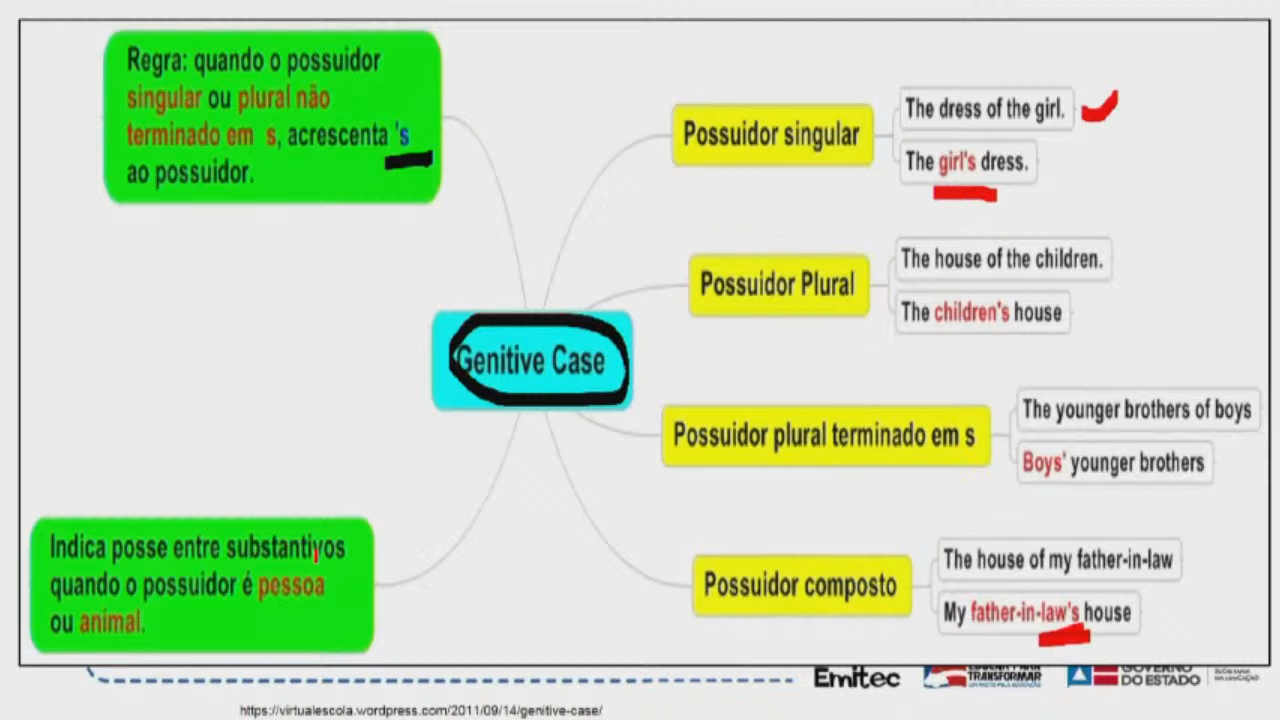 Regra: quando o possuidor
singular ou plural não
terminado em s, acrescenta 's
ao possuidor.
Possuidor singular
The dress of the girl.
The girl's dress.
Possuidor Plural
The house of the children.
The children's house
Genitive Case
Possuidor plural terminado em s
The younger brothers of boys
Boys' younger brothers
Indica posse entre substantivos
quando o possuidor é pessoa
ou animal.
Possuidor composto
The house of my father-in-law
My father-in-law's house
Emitec
EDUCAR PARA
TRANSFORMAR
GOVERNO
DO ESTADO
https://virtualescola.wordpress.com/2011/09/14/genitive-case/